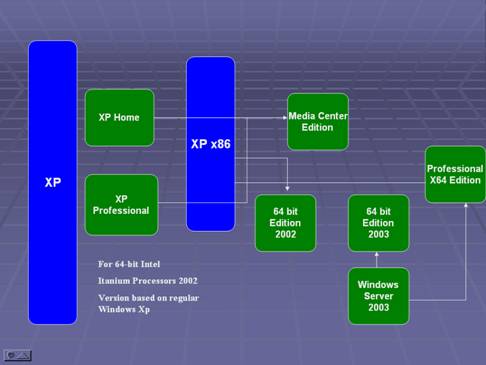 XP
XP Home
XP
Professional
XP x86
Media Center
Edition
Professional
X64 Edition
64 bit
Edition
2002
64 bit
Edition
2003
Windows
Server
2003
For 64-bit Intel
Itanium Processors 2002
Version based on regular
Windows Xp